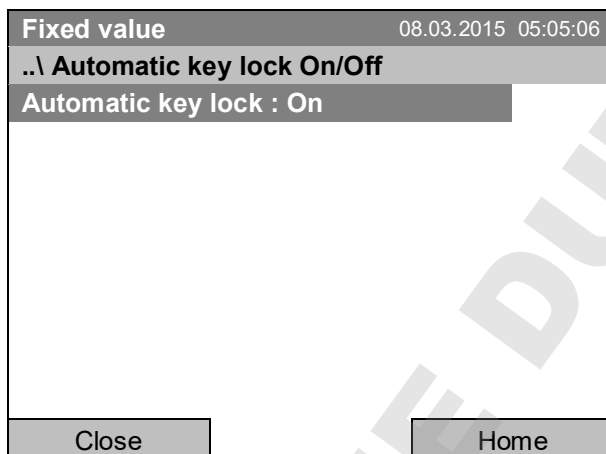 Fixed value 08.03.2015 05:05:06
..\ Automatic key lock On/Off
Automatic key lock : On
Close Home